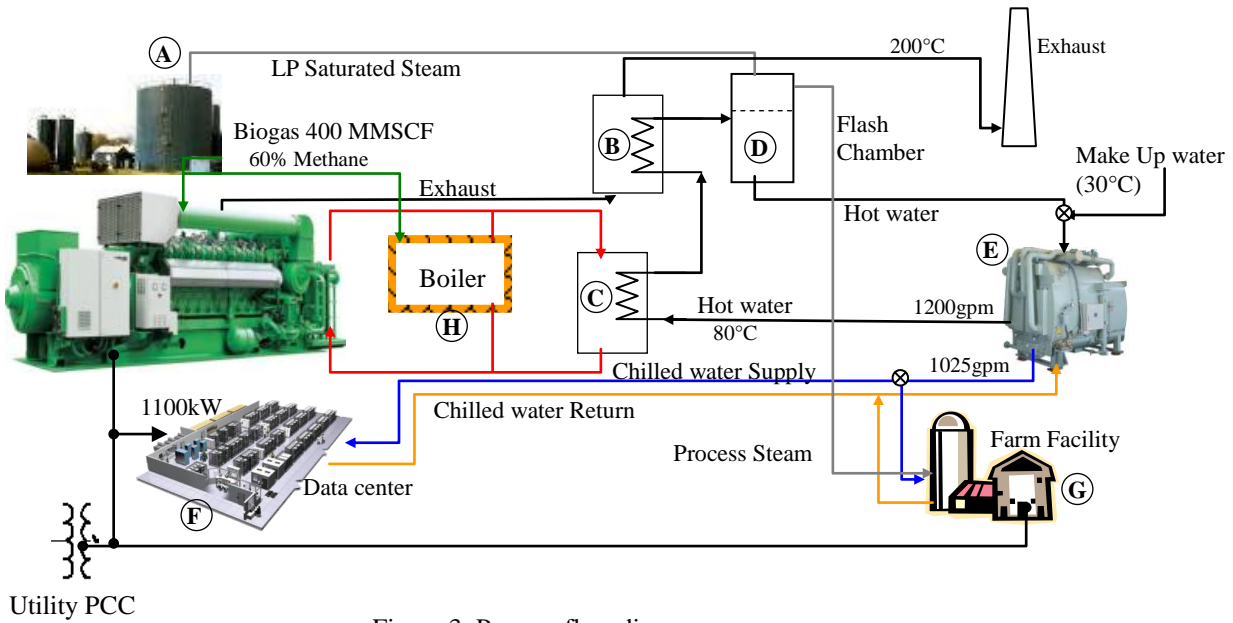 A
LP Saturated Steam
200°C
Exhaust
Biogas 400 MMSCF
60% Methane
B
D
Flash
Chamber
Make Up water
(30°C)
Exhaust
Hot water
Boiler
H
C
E
Hot water
80°C
1200gpm
Chilled water Supply
1025gpm
1100kW
Chilled water Return
Process Steam
Farm Facility
Data center
F
G
Utility PCC